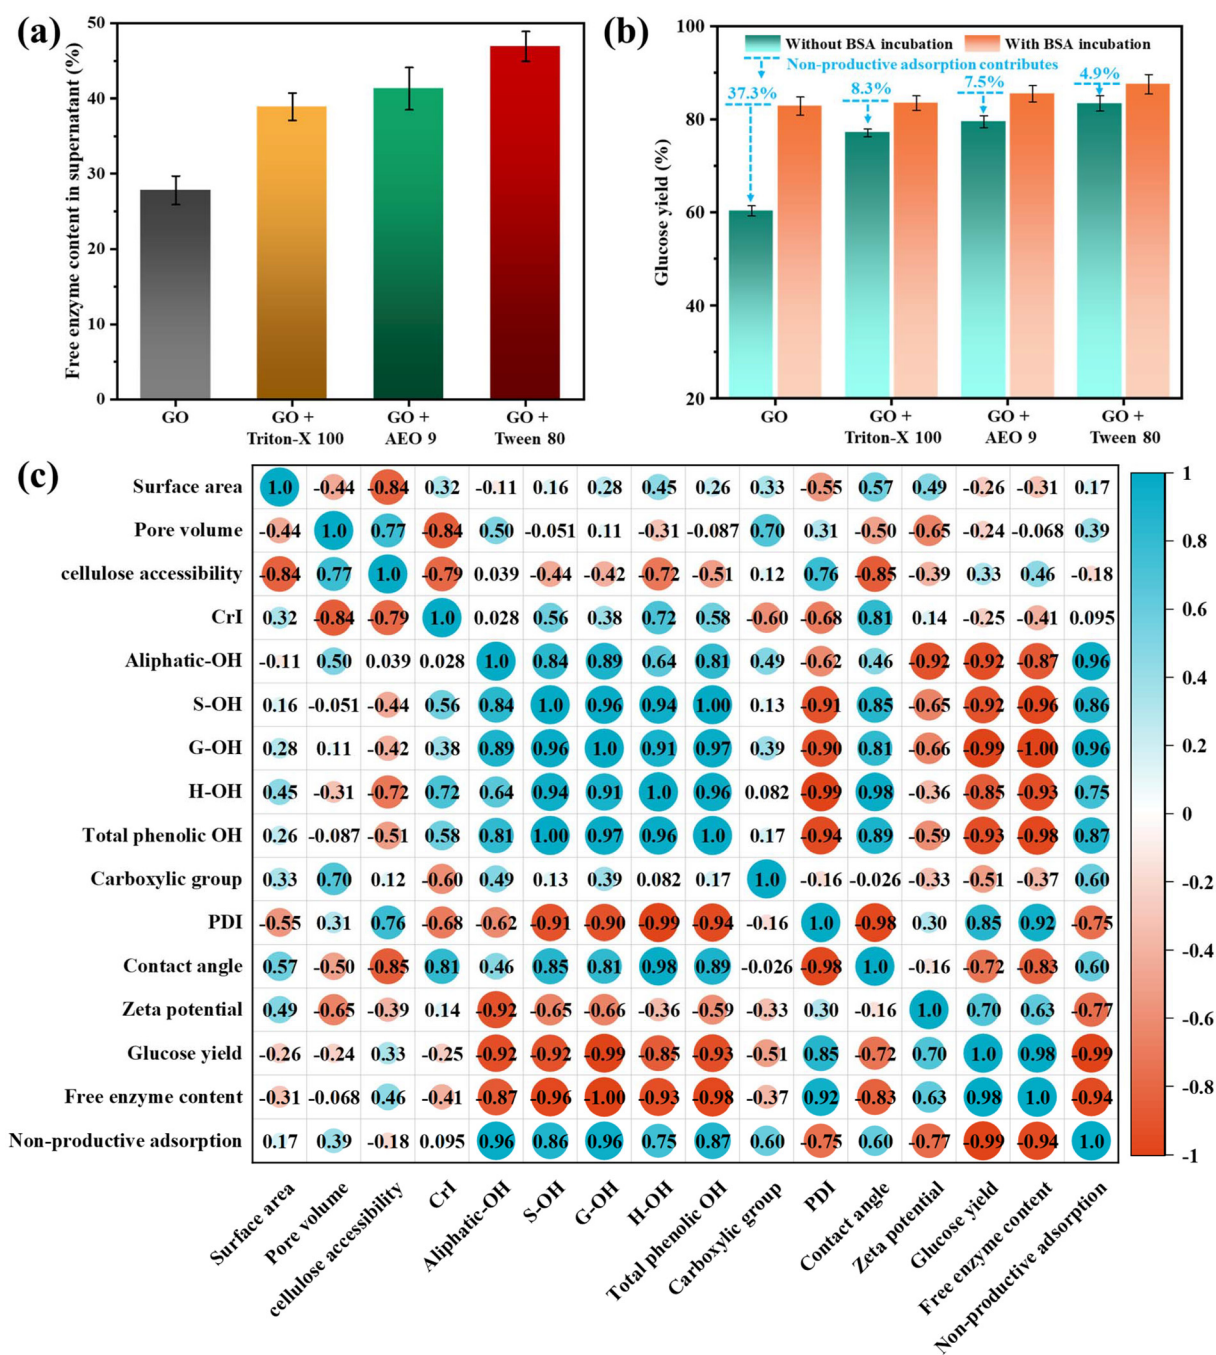 (a)
Free enzyme content in supernatant (%)
50
40
30
20
10
0
GO
GO +
Triton-X 100
GO +
AEO 9
GO +
Tween 80
(b)
Glucose yield (%)
100
80
60
40
20
Without BSA incubation
With BSA incubation
Non-productive adsorption contributes
37.3%
8.3%
7.5%
4.9%
GO
GO +
Triton-X 100
GO +
AEO 9
GO +
Tween 80
(c)
Surface area 1.0 -0.44 -0.84 0.32 -0.11 0.16 0.28 0.45 0.26 0.33 -0.55 0.57 0.49 -0.26 -0.31 0.17
Pore volume -0.44 1.0 0.77 -0.84 0.50 -0.051 0.11 -0.31 -0.087 0.70 0.31 -0.50 -0.65 -0.24 -0.068 0.39
cellulose accessibility -0.84 0.77 1.0 -0.79 0.039 -0.44 -0.42 -0.72 -0.51 0.12 0.76 -0.85 -0.39 0.33 0.46 -0.18
CrI 0.32 -0.84 -0.79 1.0 0.028 0.56 0.38 0.72 0.58 -0.60 -0.68 0.81 0.14 -0.25 -0.41 0.095
Aliphatic-OH -0.11 0.50 0.039 0.028 1.0 0.84 0.89 0.64 0.81 0.49 -0.62 0.46 -0.92 -0.92 -0.87 0.96
S-OH 0.16 -0.051 -0.44 0.56 0.84 1.0 0.96 0.94 1.00 0.13 -0.91 0.85 -0.65 -0.92 -0.96 0.86
G-OH 0.28 0.11 -0.42 0.38 0.89 0.96 1.0 0.91 0.97 0.39 -0.90 0.81 -0.66 -0.99 -1.00 0.96
H-OH 0.45 -0.31 -0.72 0.72 0.64 0.94 0.91 1.0 0.96 0.082 -0.99 0.98 -0.36 -0.85 -0.93 0.75
Total phenolic OH 0.26 -0.087 -0.51 0.58 0.81 1.00 0.97 0.96 1.0 0.17 -0.94 0.89 -0.59 -0.93 -0.98 0.87
Carboxylic group 0.33 0.70 0.12 -0.60 0.49 0.13 0.39 0.082 0.17 1.0 -0.16 -0.026 -0.33 -0.51 -0.37 0.60
PDI -0.55 0.31 0.76 -0.68 -0.62 -0.91 -0.90 -0.99 -0.94 -0.16 1.0 -0.98 0.30 0.85 0.92 -0.75
Contact angle 0.57 -0.50 -0.85 0.81 0.46 0.85 0.81 0.98 0.89 -0.026 -0.98 1.0 -0.16 -0.72 -0.83 0.60
Zeta potential 0.49 -0.65 -0.39 0.14 -0.92 -0.65 -0.66 -0.36 -0.59 -0.33 0.30 -0.16 1.0 0.70 0.63 -0.77
Glucose yield -0.26 -0.24 0.33 -0.25 -0.92 -0.92 -0.99 -0.85 -0.93 -0.51 0.85 -0.72 0.70 1.0 0.98 -0.99
Free enzyme content -0.31 -0.068 0.46 -0.41 -0.87 -0.96 -1.00 -0.93 -0.98 -0.37 0.92 -0.83 0.63 0.98 1.0 -0.94
Non-productive adsorption 0.17 0.39 -0.18 0.095 0.96 0.86 0.96 0.75 0.87 0.60 -0.75 0.60 -0.77 -0.99 -0.94 1.0
Surface area
Pore volume
cellulose accessibility
CrI
Aliphatic-OH
S-OH
G-OH
H-OH
Total phenolic OH
Carboxylic group
PDI
Contact angle
Zeta potential
Glucose yield
Free enzyme content
Non-productive adsorption
1
0.8
0.6
0.4
0.2
0
-0.2
-0.4
-0.6
-0.8
-1